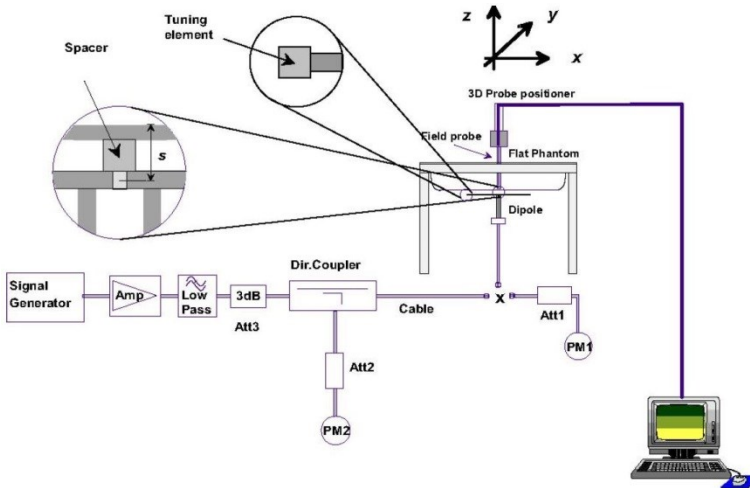 Tuning
element
Spacer
s
z
y
x
3D Probe positioner
Field probe
Flat Phantom
Dipole
Signal
Generator
Amp
Low
Pass
3dB
Att3
Dir.Coupler
Cable
x
Att1
PM1
Att2
PM2